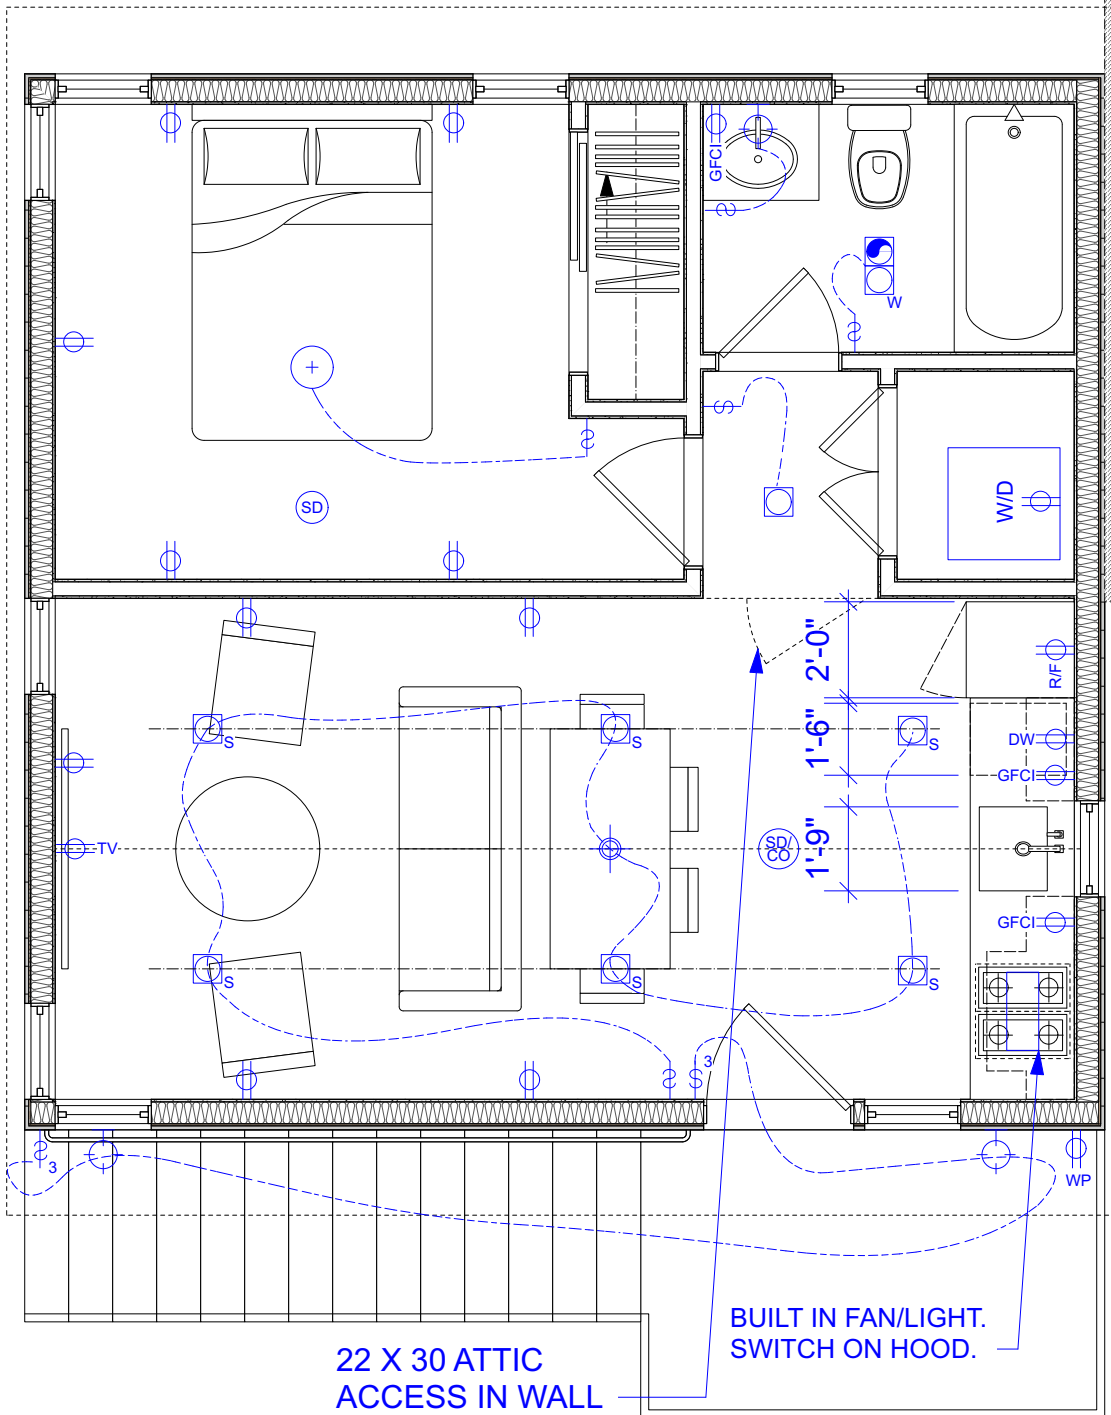 GFCI
S
W
S
S
S
SD
W/D
2'-0"
R/F
1'-6"
S
S
S
DW
GFCI
TV
SD/
CO
1'-9"
GFCI
S
S
S
S
S
3
S
3
WP
BUILT IN FAN/LIGHT.
SWITCH ON HOOD.
22 X 30 ATTIC
ACCESS IN WALL